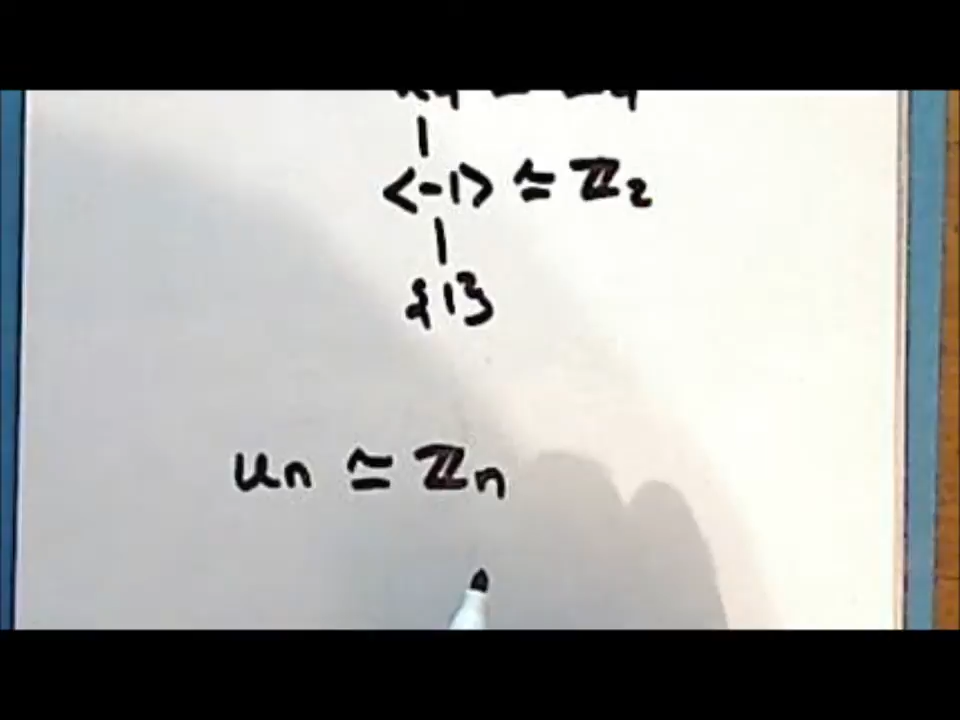 <-1> ≃ ℤ₂
{1}
uₙ ≃ ℤₙ